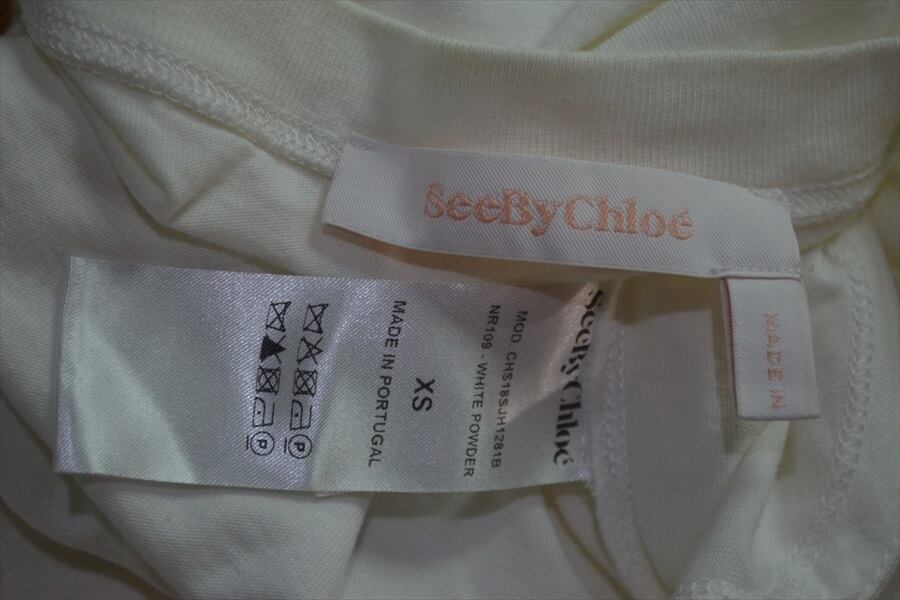 SeeByChloé
MADE IN
SeeByChloé
MOD. CHS18SJH1281B
NR109 - WHITE POWDER
XS
MADE IN PORTUGAL
P
P